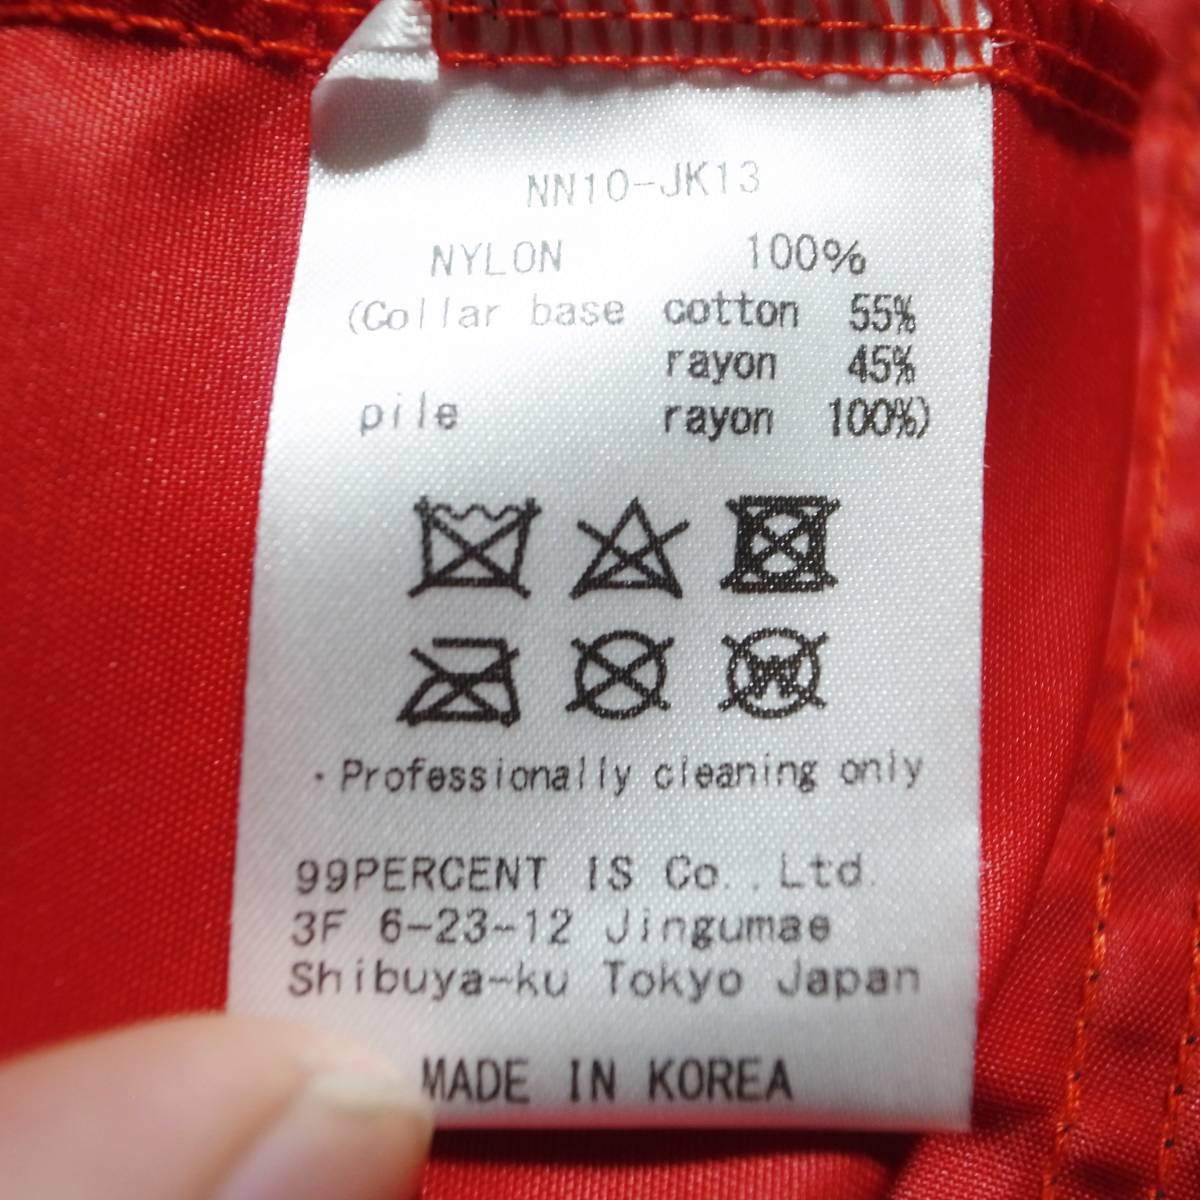 NN10-JK13
NYLON 100%
(Collar base cotton 55%
rayon 45%
pile rayon 100%)
W
・Professionally cleaning only
99PERCENT IS Co.,Ltd.
3F 6-23-12 Jingumae
Shibuya-ku Tokyo Japan
MADE IN KOREA